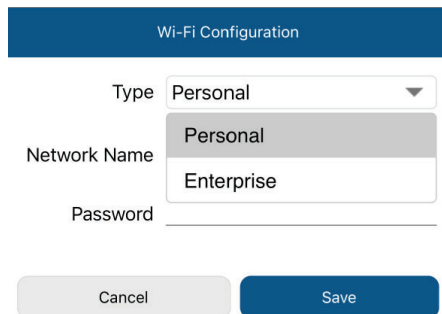 Wi-Fi Configuration
Type Personal
Personal
Network Name
Enterprise
Password
Cancel Save